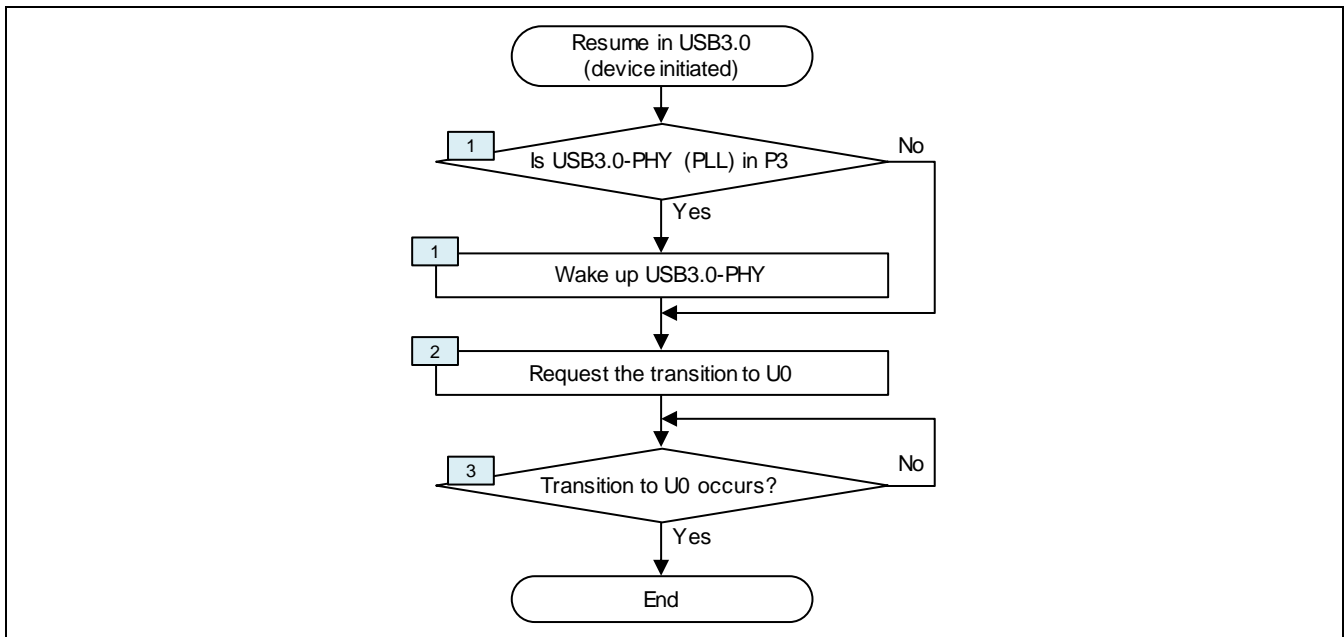 Resume in USB3.0
(device initiated)
1
Is USB3.0-PHY (PLL) in P3
No
Yes
1
Wake up USB3.0-PHY
2
Request the transition to U0
3
Transition to U0 occurs?
No
Yes
End